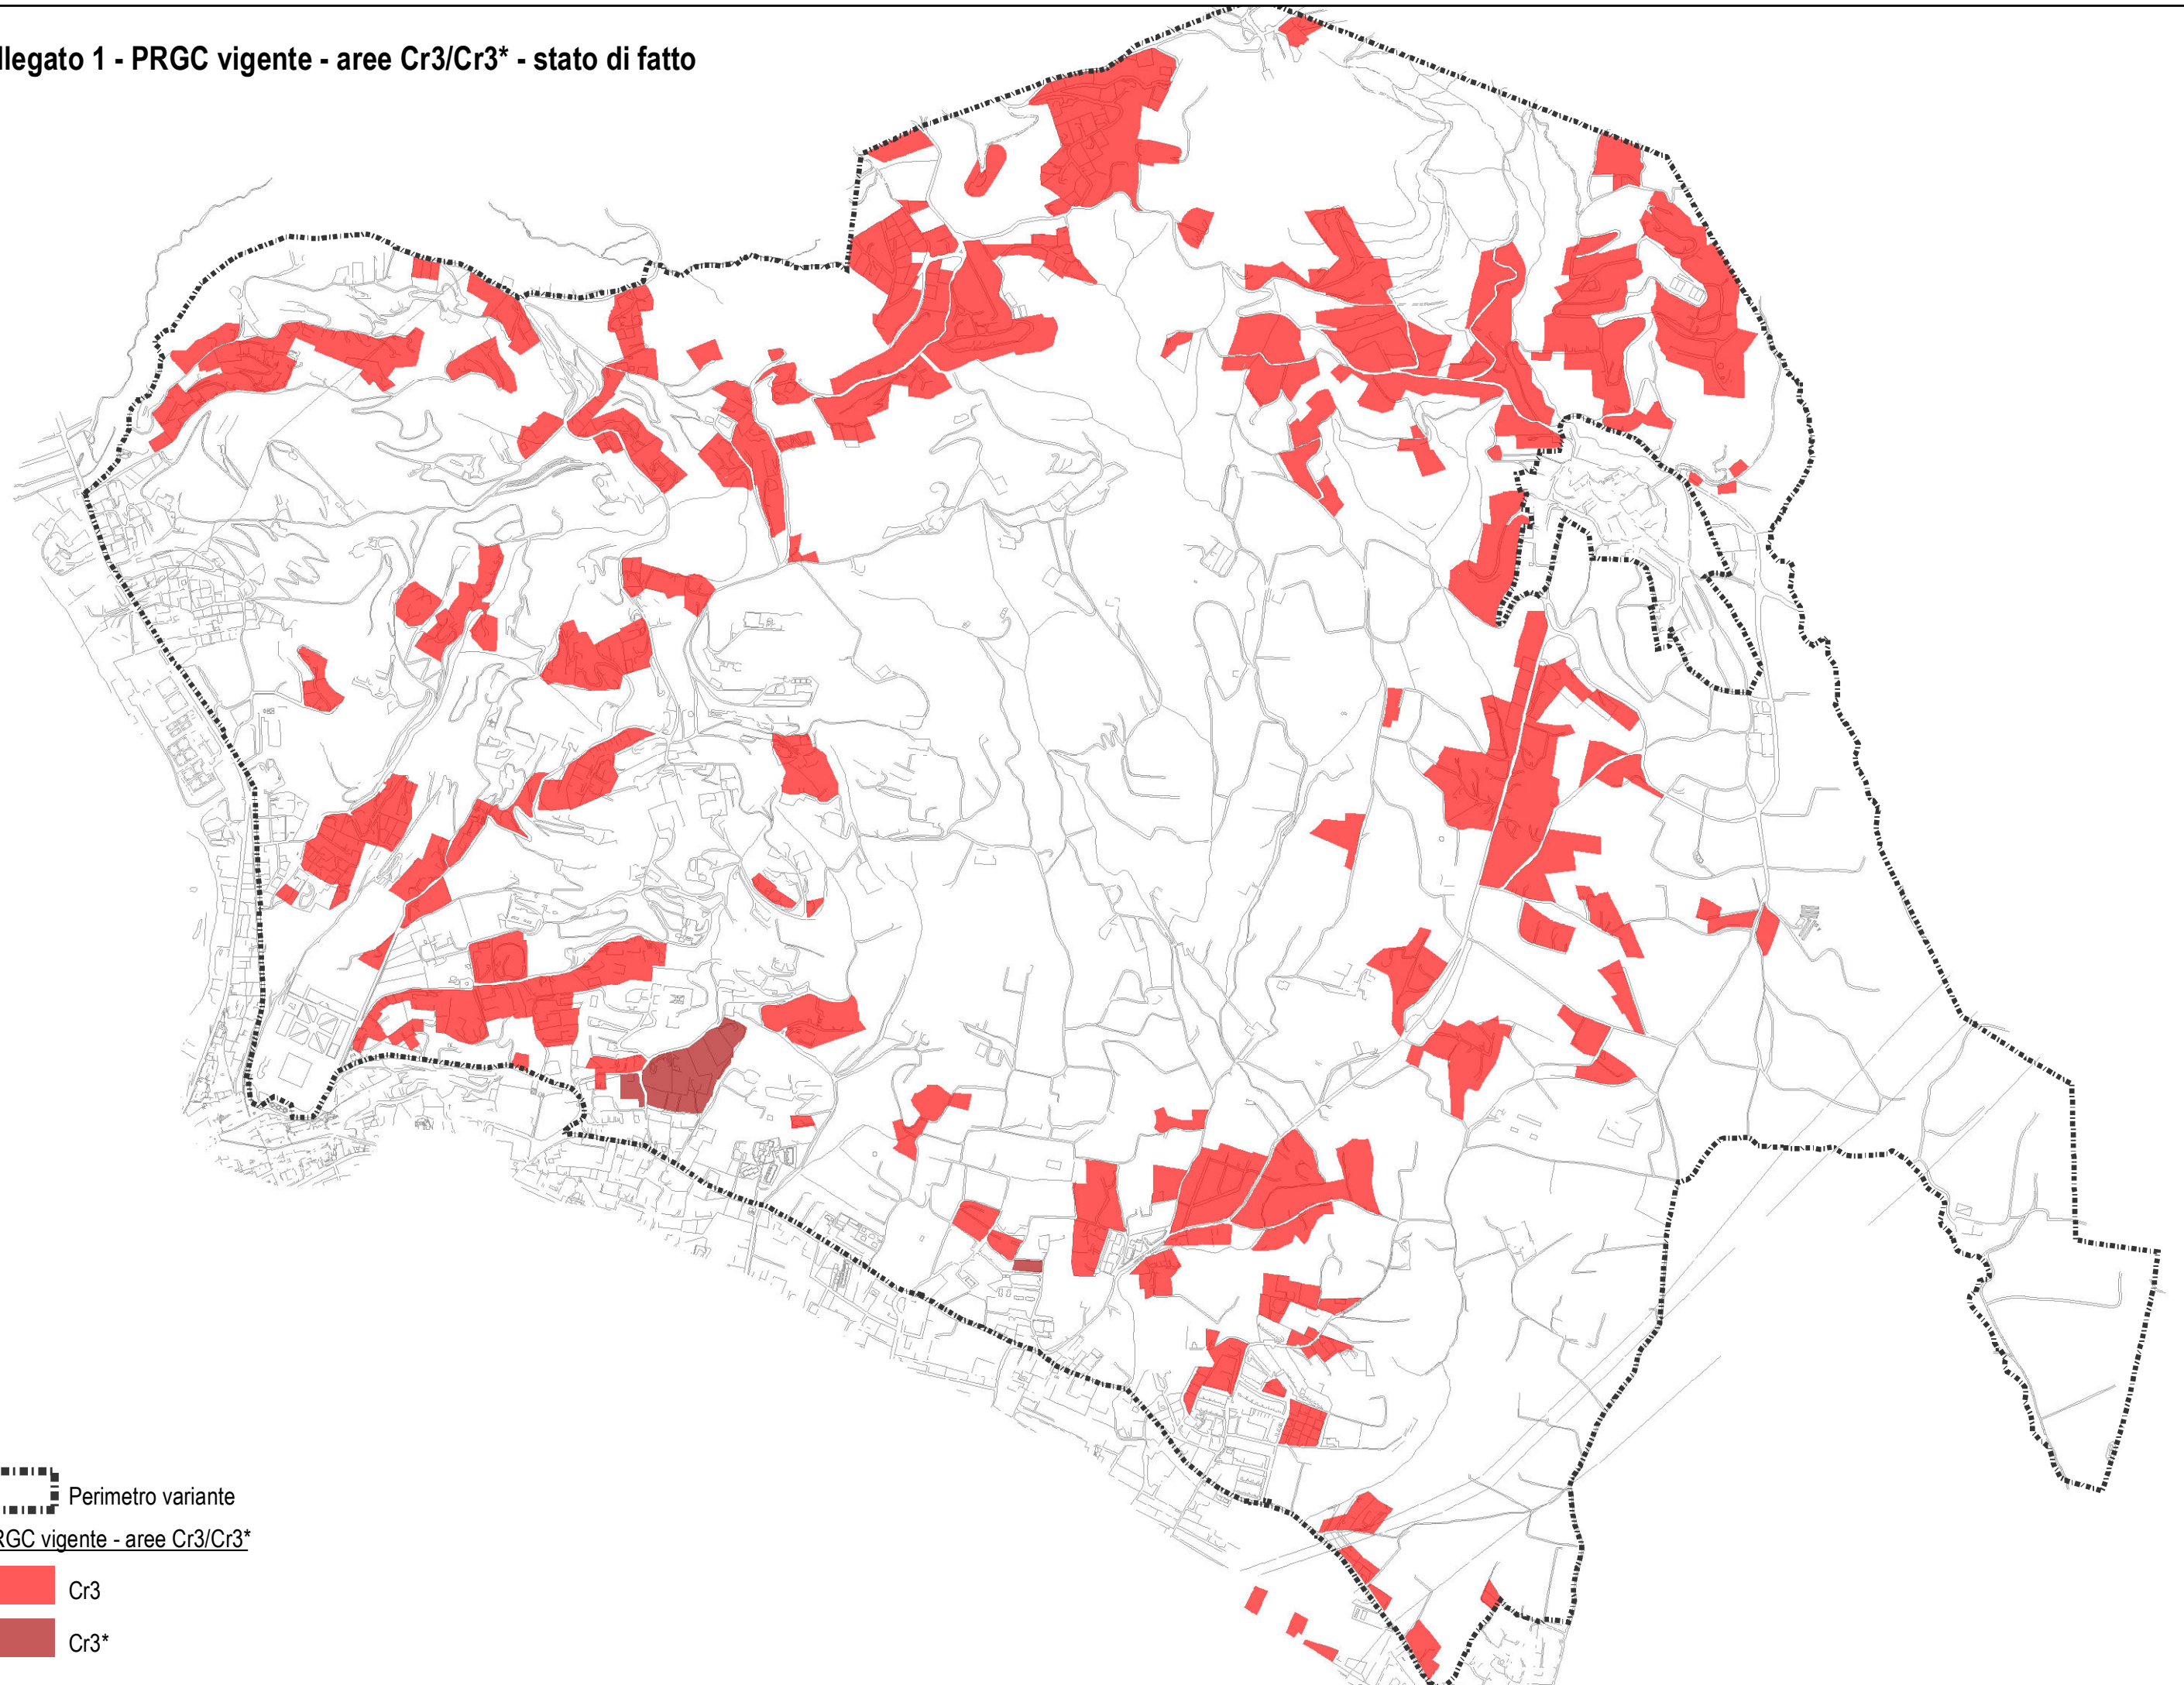 llegato 1 - PRGC vigente - aree Cr3/Cr3* - stato di fatto
Perimetro variante
RGC vigente - aree Cr3/Cr3*
Cr3
Cr3*